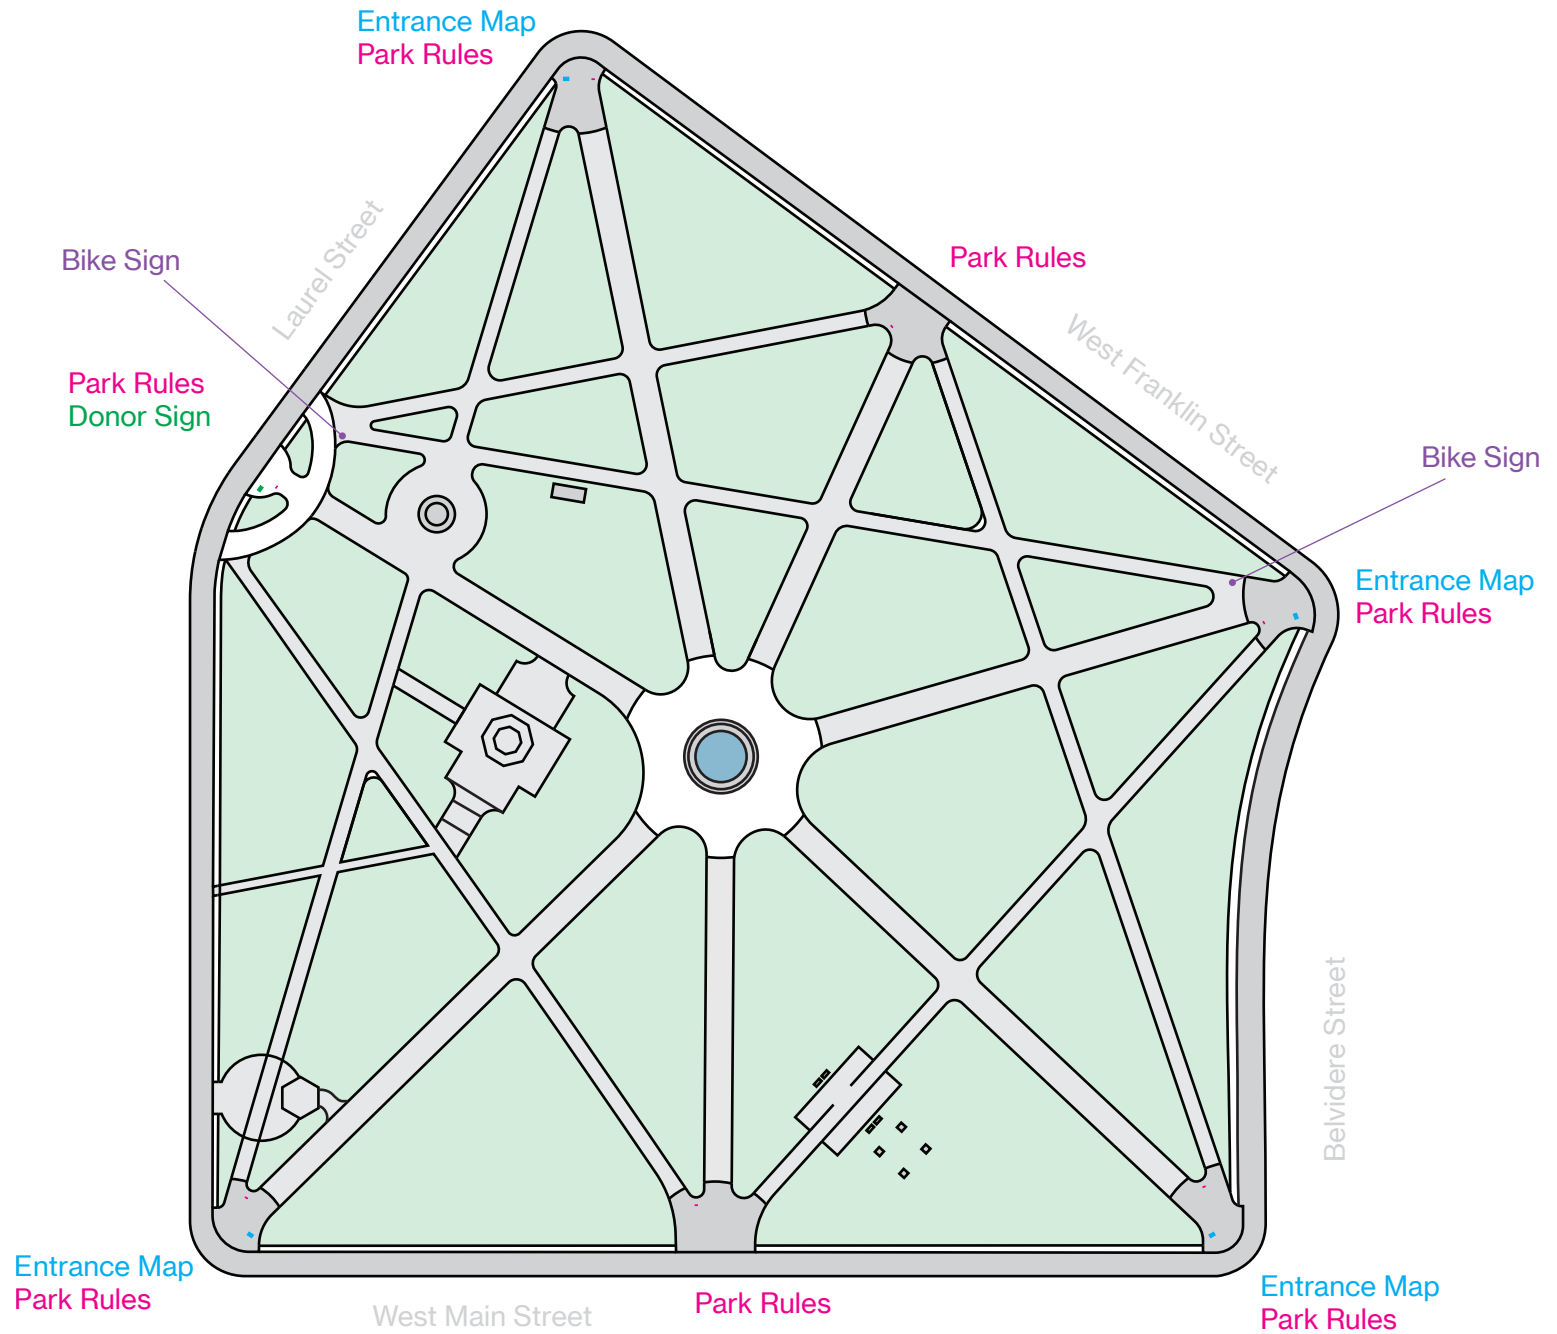 Entrance Map
Park Rules
Laurel Street
Bike Sign
Park Rules
West Franklin Street
Park Rules
Donor Sign
Bike Sign
Entrance Map
Park Rules
Belvidere Street
Entrance Map
Park Rules
West Main Street
Park Rules
Entrance Map
Park Rules